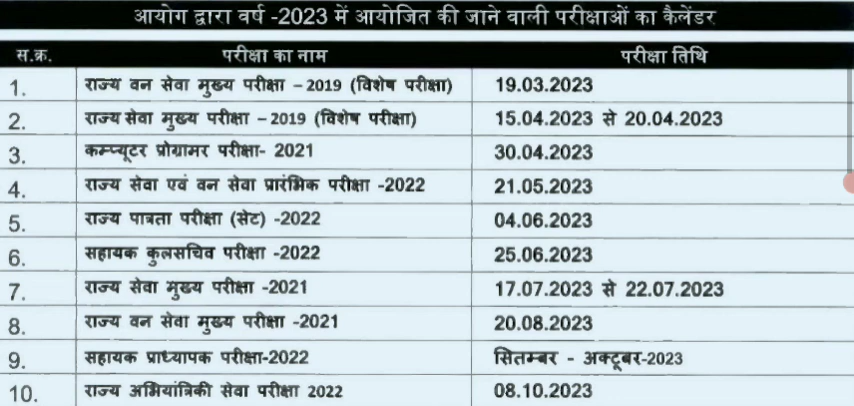 आयोग द्वारा वर्ष -2023 में आयोजित की जाने वाली परीक्षाओं का कैलेंडर
स.क्र. परीक्षा का नाम परीक्षा तिथि
1. राज्य वन सेवा मुख्य परीक्षा – 2019 (विशेष परीक्षा) 19.03.2023
2. राज्य सेवा मुख्य परीक्षा – 2019 (विशेष परीक्षा) 15.04.2023 से 20.04.2023
3. कम्प्यूटर प्रोग्रामर परीक्षा- 2021 30.04.2023
4. राज्य सेवा एवं वन सेवा प्रारंभिक परीक्षा -2022 21.05.2023
5. राज्य पात्रता परीक्षा (सेट) -2022 04.06.2023
6. सहायक कुलसचिव परीक्षा -2022 25.06.2023
7. राज्य सेवा मुख्य परीक्षा -2021 17.07.2023 से 22.07.2023
8. राज्य वन सेवा मुख्य परीक्षा -2021 20.08.2023
9. सहायक प्राध्यापक परीक्षा-2022 सितम्बर - अक्टूबर-2023
10. राज्य अभियांत्रिकी सेवा परीक्षा 2022 08.10.2023